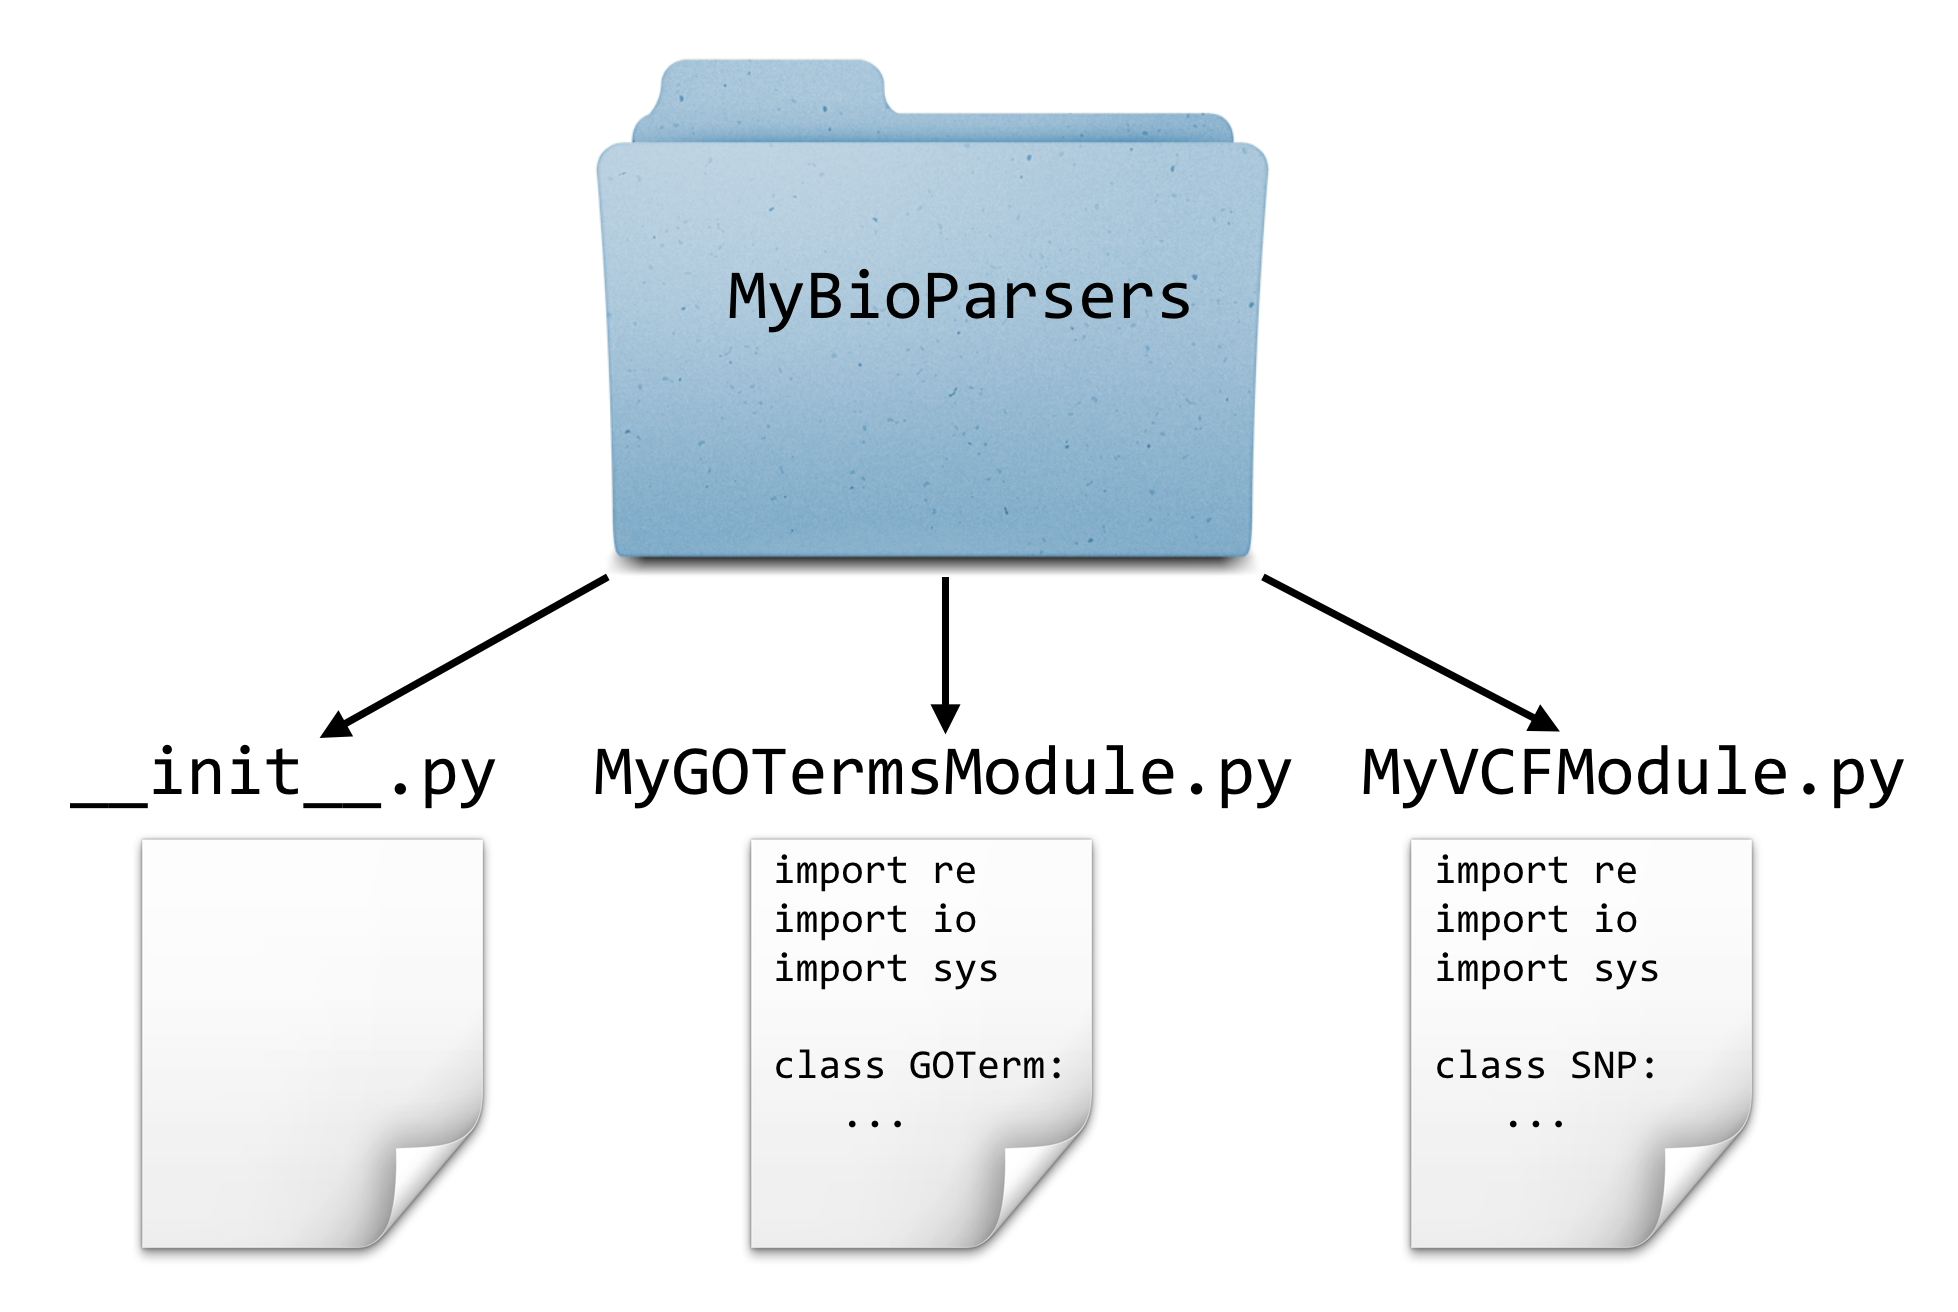 MyBioParsers
__init__.py
MyGOTermsModule.py
MyVCFModule.py
import re
import io
import sys
class GOTerm:
...
import re
import io
import sys
class SNP:
...